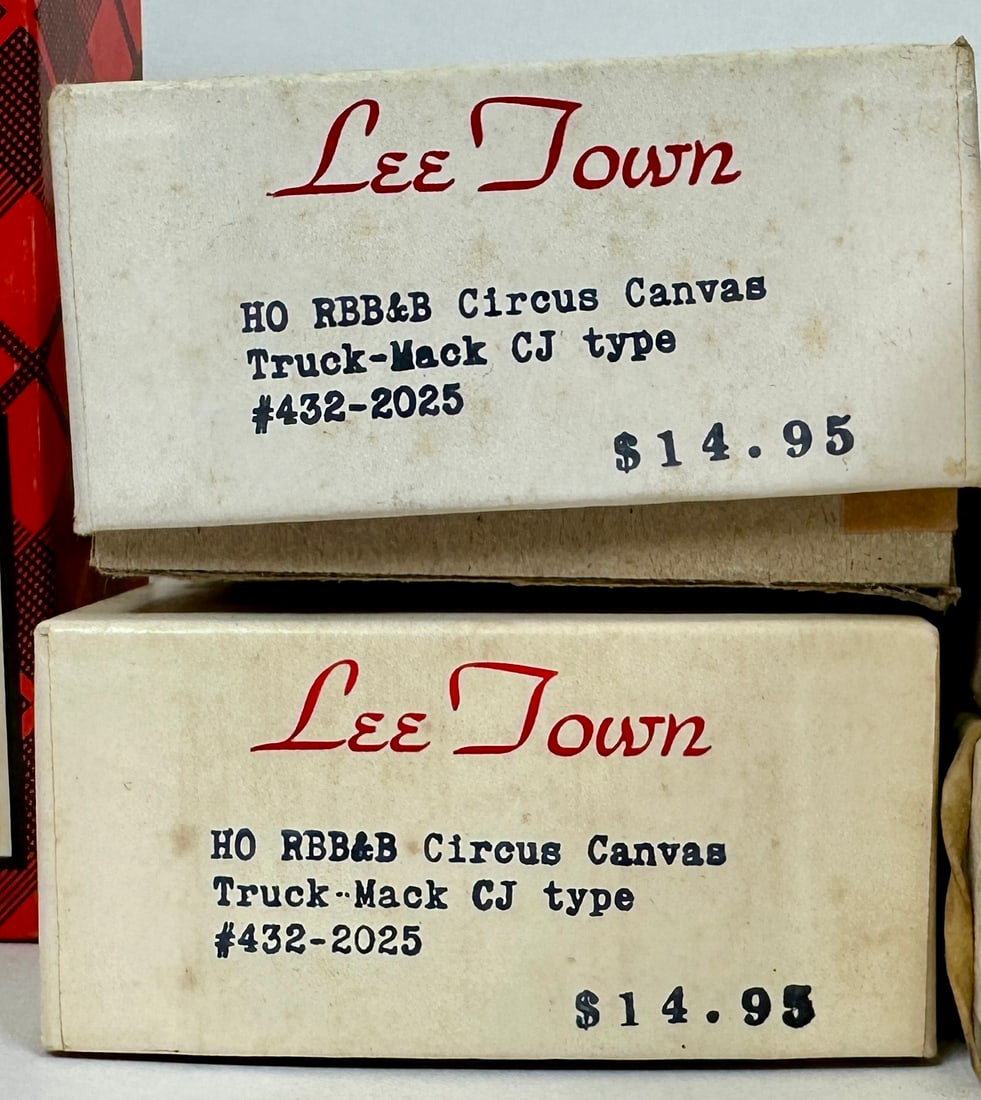 Lee Town
HO RBB&B Circus Canvas
Truck-Mack CJ type
#432-2025
$14.95
Lee Town
HO RBB&B Circus Canvas
Truck-Mack CJ type
#432-2025
$14.95